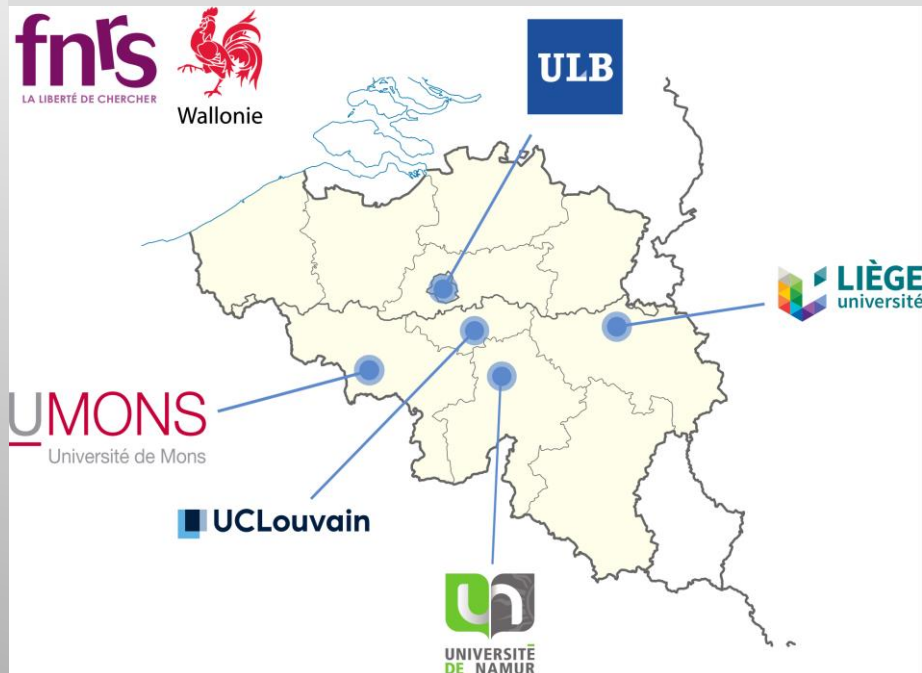 fnrs
LA LIBERTÉ DE CHERCHER
Wallonie
ULB
LIÈGE
université
UMONS
Université de Mons
UCLouvain
UNIVERSITÉ
DE NAMUR